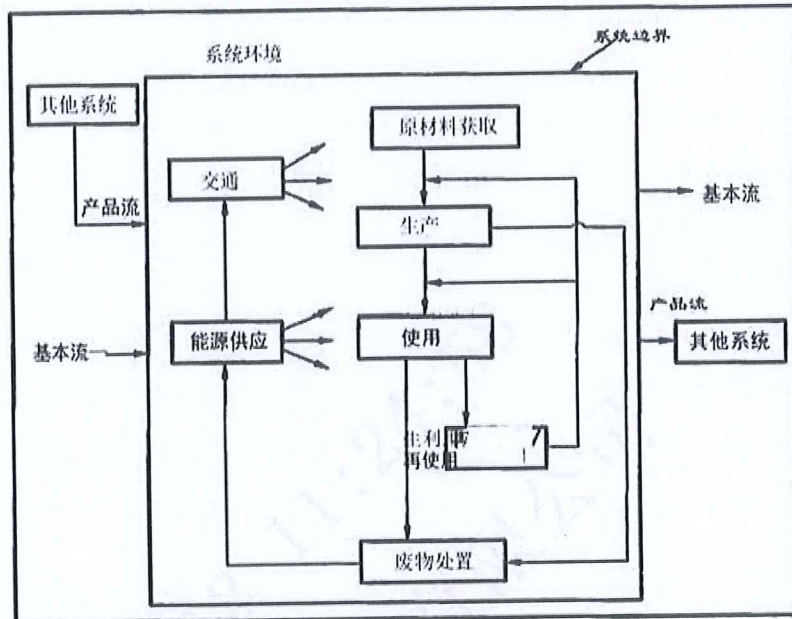 系统环境
系统边界
其他系统
原材料获取
交通
产品流
基本流
生产
产品流
基本流
能源供应
使用
其他系统
再使用
废物处置